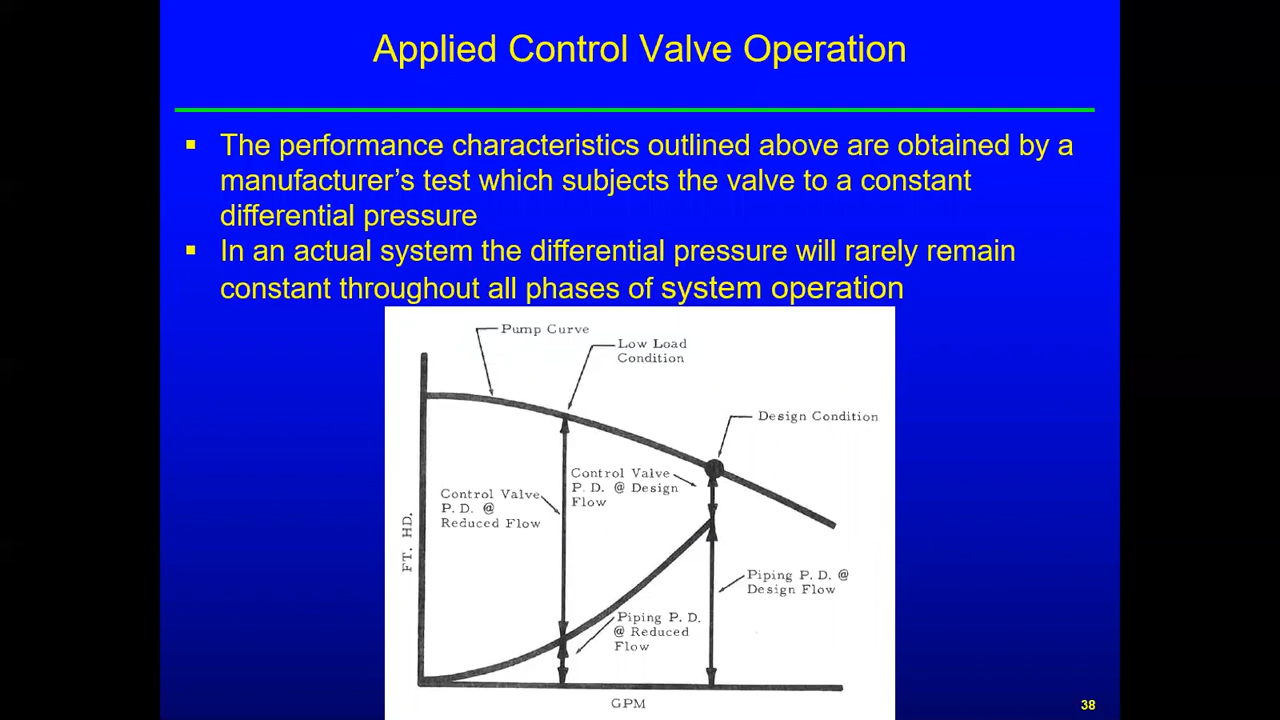 Applied Control Valve Operation
▪ The performance characteristics outlined above are obtained by a
manufacturer’s test which subjects the valve to a constant
differential pressure
▪ In an actual system the differential pressure will rarely remain
constant throughout all phases of system operation
Pump Curve
Low Load
Condition
Design Condition
Control Valve
P. D. @ Design
Flow
Control Valve
P. D. @
Reduced Flow
FT. HD.
Piping P. D. @
Design Flow
Piping P. D.
@ Reduced
Flow
GPM
38